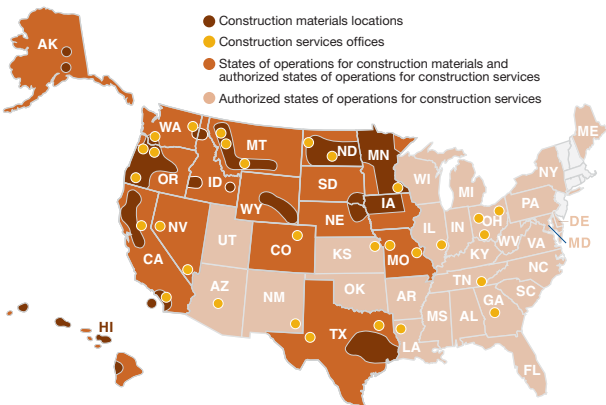 Construction materials locations
Construction services offices
States of operations for construction materials and
authorized states of operations for construction services
Authorized states of operations for construction services
AK
WA
MT
ND
MN
ME
OR
ID
SD
WI
MI
NY
WY
NE
IA
PA
NV
UT
CO
KS
MO
IL
IN
OH
DE
MD
CA
KY
WV
VA
AZ
NM
OK
AR
TN
NC
SC
HI
TX
LA
MS
AL
GA
FL